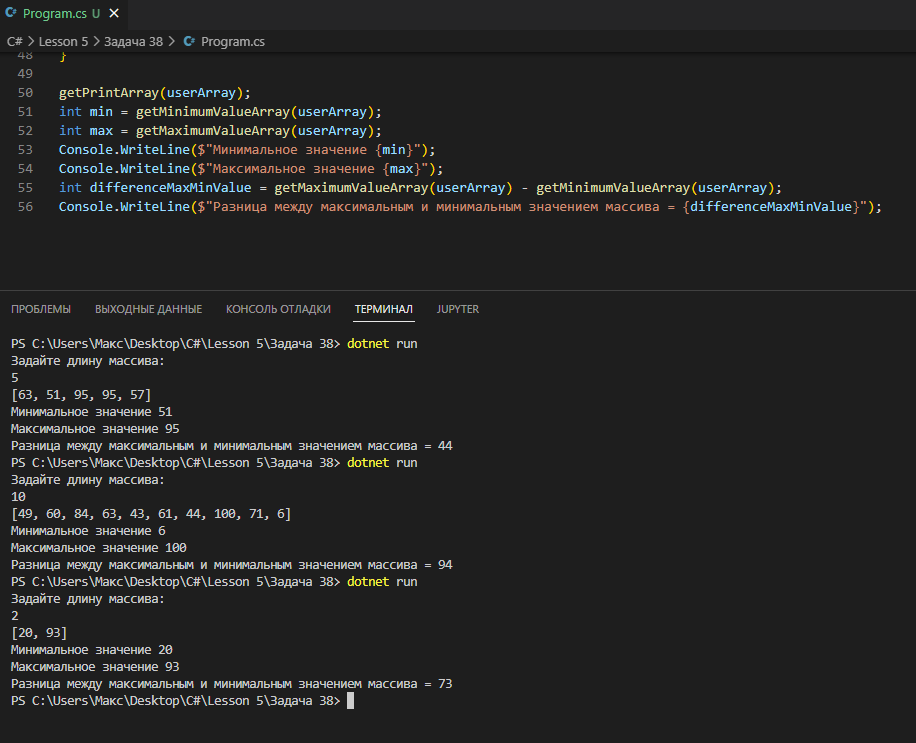 Program.cs U
C# > Lesson 5 > Задача 38 > Program.cs
48 }
49
50 getPrintArray(userArray);
51 int min = getMinimumValueArray(userArray);
52 int max = getMaximumValueArray(userArray);
53 Console.WriteLine($"Минимальное значение {min}");
54 Console.WriteLine($"Максимальное значение {max}");
55 int differenceMaxMinValue = getMaximumValueArray(userArray) - getMinimumValueArray(userArray);
56 Console.WriteLine($"Разница между максимальным и минимальным значением массива = {differenceMaxMinValue}");
ПРОБЛЕМЫ ВЫХОДНЫЕ ДАННЫЕ КОНСОЛЬ ОТЛАДКИ ТЕРМИНАЛ JUPYTER
PS C:\Users\Макс\Desktop\C#\Lesson 5\Задача 38> dotnet run
Задайте длину массива:
5
[63, 51, 95, 95, 57]
Минимальное значение 51
Максимальное значение 95
Разница между максимальным и минимальным значением массива = 44
PS C:\Users\Макс\Desktop\C#\Lesson 5\Задача 38> dotnet run
Задайте длину массива:
10
[49, 60, 84, 63, 43, 61, 44, 100, 71, 6]
Минимальное значение 6
Максимальное значение 100
Разница между максимальным и минимальным значением массива = 94
PS C:\Users\Макс\Desktop\C#\Lesson 5\Задача 38> dotnet run
Задайте длину массива:
2
[20, 93]
Минимальное значение 20
Максимальное значение 93
Разница между максимальным и минимальным значением массива = 73
PS C:\Users\Макс\Desktop\C#\Lesson 5\Задача 38>